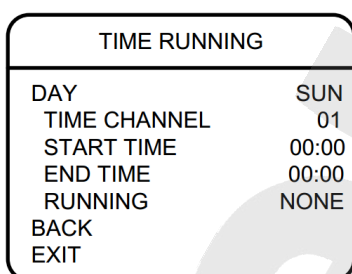 TIME RUNNING
DAY SUN
TIME CHANNEL 01
START TIME 00:00
END TIME 00:00
RUNNING NONE
BACK
EXIT